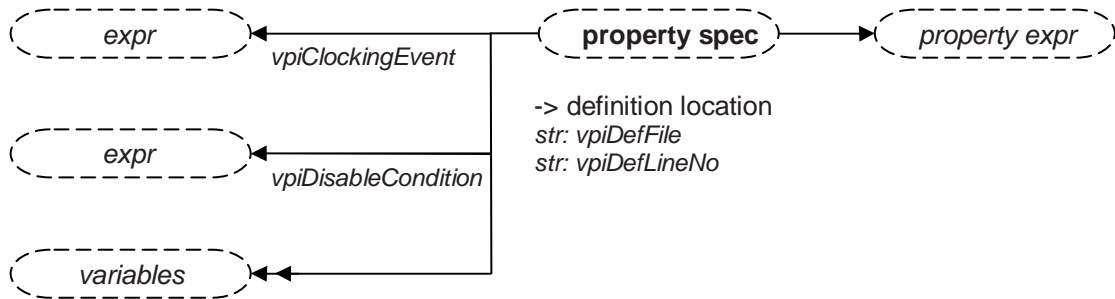 expr
property spec
property expr
vpiClockingEvent
-> definition location
str: vpiDefFile
str: vpiDefLineNo
expr
vpiDisableCondition
variables